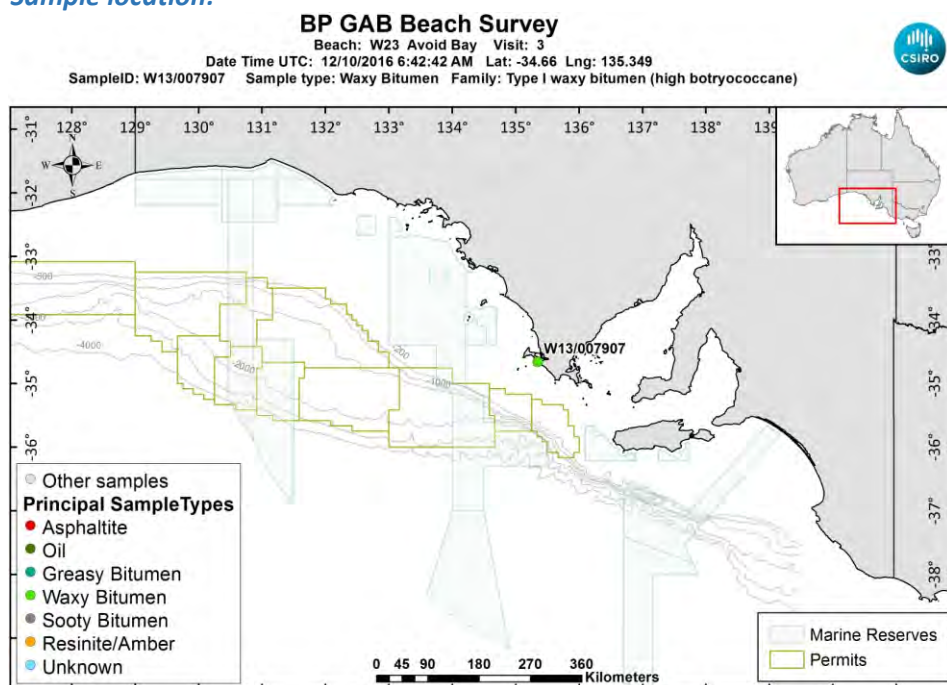 Sample location:
BP GAB Beach Survey
Beach: W23 Avoid Bay Visit: 3
Date Time UTC: 12/10/2016 6:42:42 AM Lat: -34.66 Lng: 135.349
SampleID: W13/007907 Sample type: Waxy Bitumen Family: Type I waxy bitumen (high botryococcane)
CSIRO
128° 129° 130° 131° 132° 133° 134° 135° 136° 137° 138° 139
-31°
-32°
-33°
-34°
-35°
-36°
-37°
-38°
N
W E
S
-31°
-32°
-33°
-34°
-35°
-36°
-37°
-38°
-4000
-2000
-200
-1000
W13/007907
Other samples
Principal SampleTypes
Asphaltite
Oil
Greasy Bitumen
Waxy Bitumen
Sooty Bitumen
Resinite/Amber
Unknown
0 45 90 180 270 360
Kilometers
Marine Reserves
Permits